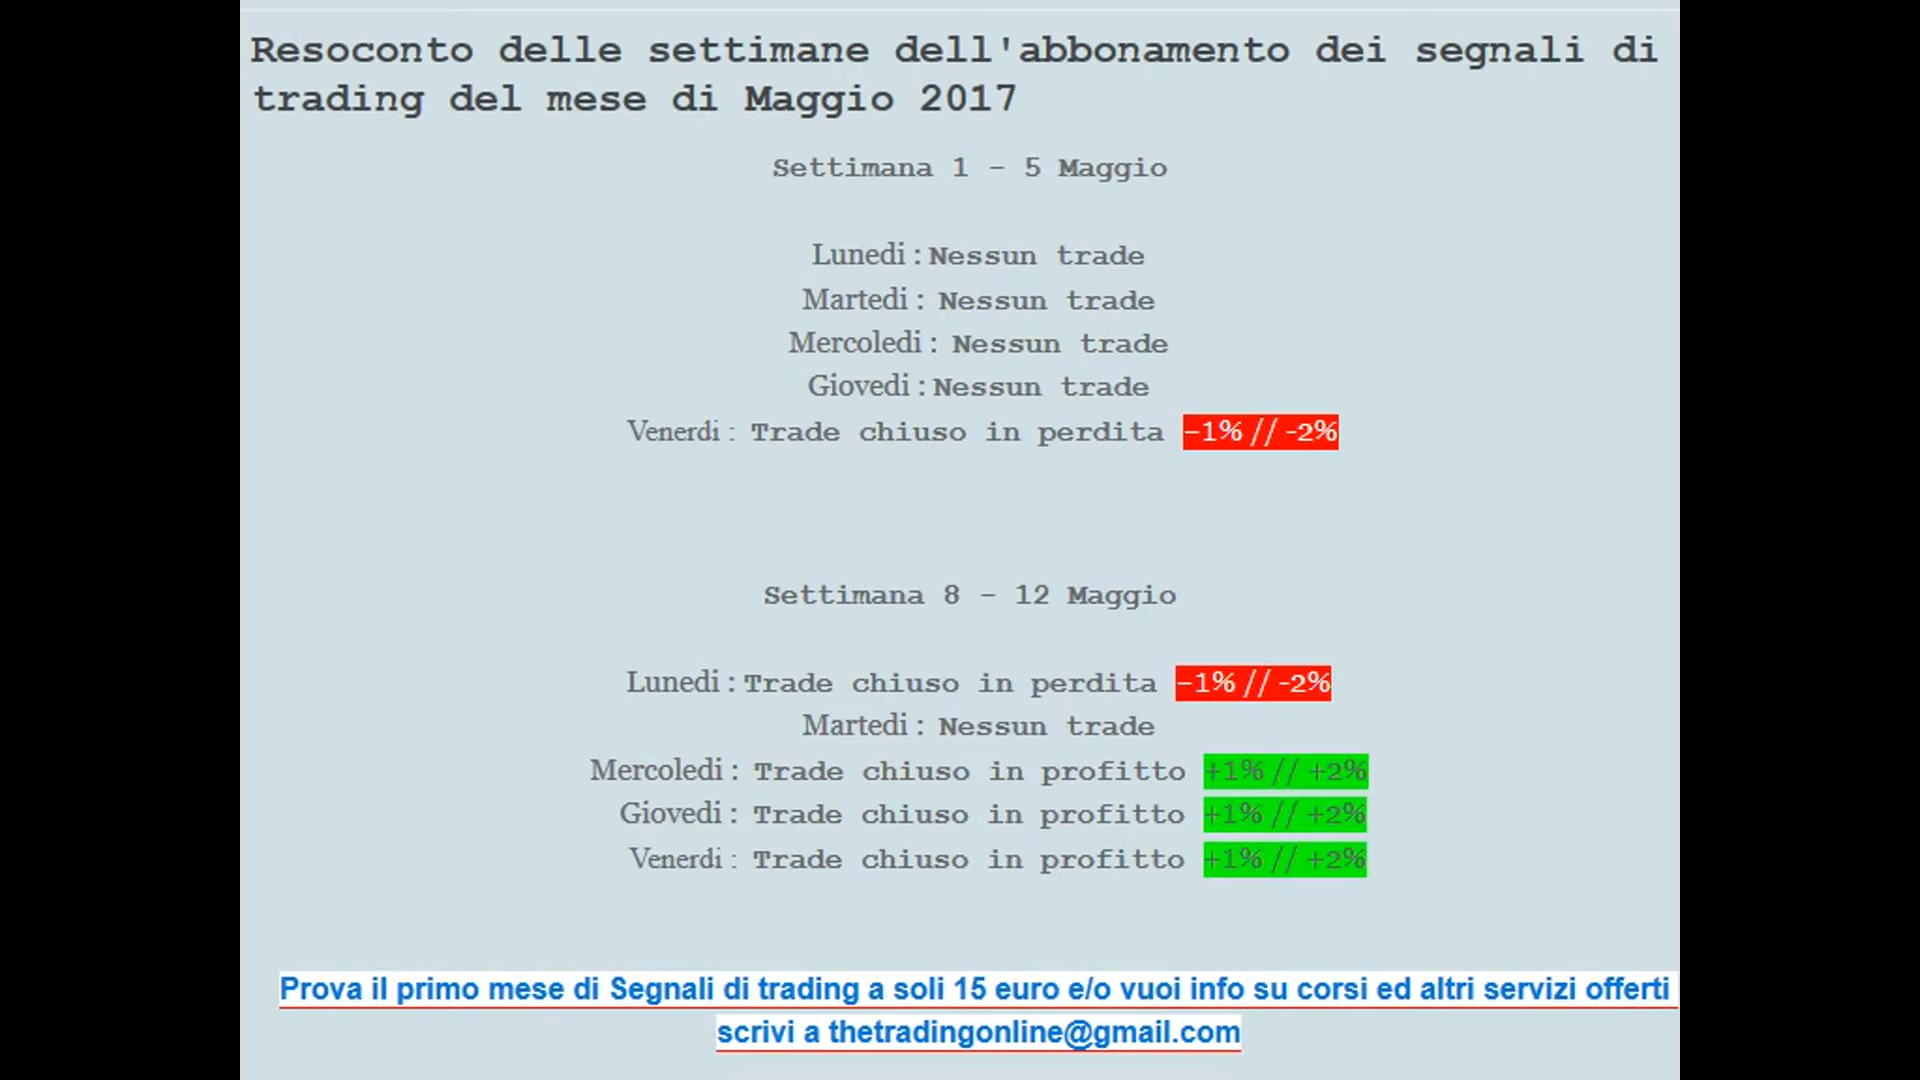 Resoconto delle settimane dell'abbonamento dei segnali di
trading del mese di Maggio 2017
Settimana 1 - 5 Maggio
Lunedi : Nessun trade
Martedi : Nessun trade
Mercoledi : Nessun trade
Giovedi : Nessun trade
Venerdi : Trade chiuso in perdita –1% // -2%
Settimana 8 - 12 Maggio
Lunedi : Trade chiuso in perdita –1% // -2%
Martedi : Nessun trade
Mercoledi : Trade chiuso in profitto +1% // +2%
Giovedi : Trade chiuso in profitto +1% // +2%
Venerdi : Trade chiuso in profitto +1% // +2%
Prova il primo mese di Segnali di trading a soli 15 euro e/o vuoi info su corsi ed altri servizi offerti
scrivi a thetradingonline@gmail.com